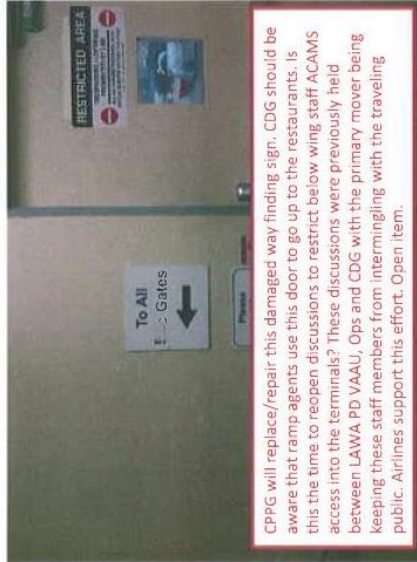 RESTRICTED AREA
To All
Gates
Please
CPPG will replace/repair this damaged way finding sign. CDG should be
aware that ramp agents use this door to go up to the restaurants. Is
this the time to reopen discussions to restrict below wing staff ACAMS
access into the terminals? These discussions were previously held
between LAWA PD VAAU, Ops and CDG with the primary mover being
keeping these staff members from intermingling with the traveling
public. Airlines support this effort. Open item.